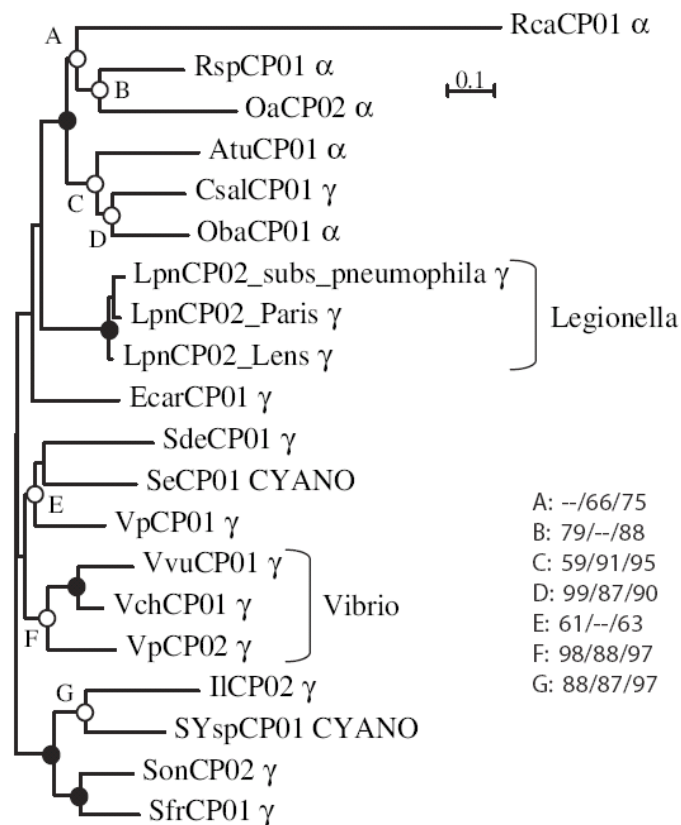 A
RcaCP01 α
RspCP01 α
0.1
B
OaCP02 α
AtuCP01 α
C
CsalCP01 γ
D
ObaCP01 α
LpnCP02_subs_pneumophila γ
LpnCP02_Paris γ
Legionella
LpnCP02_Lens γ
EcarCP01 γ
SdeCP01 γ
SeCP01 CYANO
E
VpCP01 γ
VvuCP01 γ
VchCP01 γ
Vibrio
F
VpCP02 γ
G
IlCP02 γ
SYspCP01 CYANO
SonCP02 γ
SfrCP01 γ
A: --/66/75
B: 79/--/88
C: 59/91/95
D: 99/87/90
E: 61/--/63
F: 98/88/97
G: 88/87/97